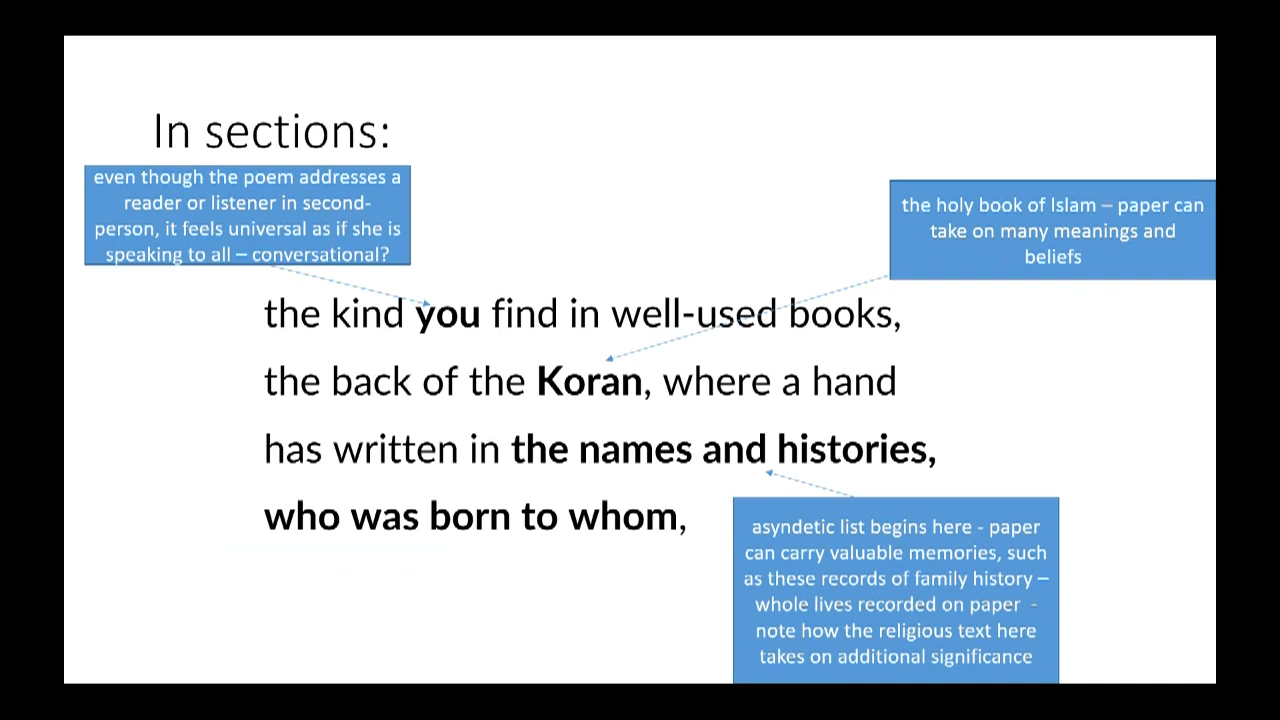 In sections:
even though the poem addresses a
reader or listener in second-
person, it feels universal as if she is
speaking to all – conversational?
the holy book of Islam – paper can
take on many meanings and
beliefs
the kind you find in well-used books,
the back of the Koran, where a hand
has written in the names and histories,
who was born to whom,
asyndetic list begins here - paper
can carry valuable memories, such
as these records of family history –
whole lives recorded on paper -
note how the religious text here
takes on additional significance